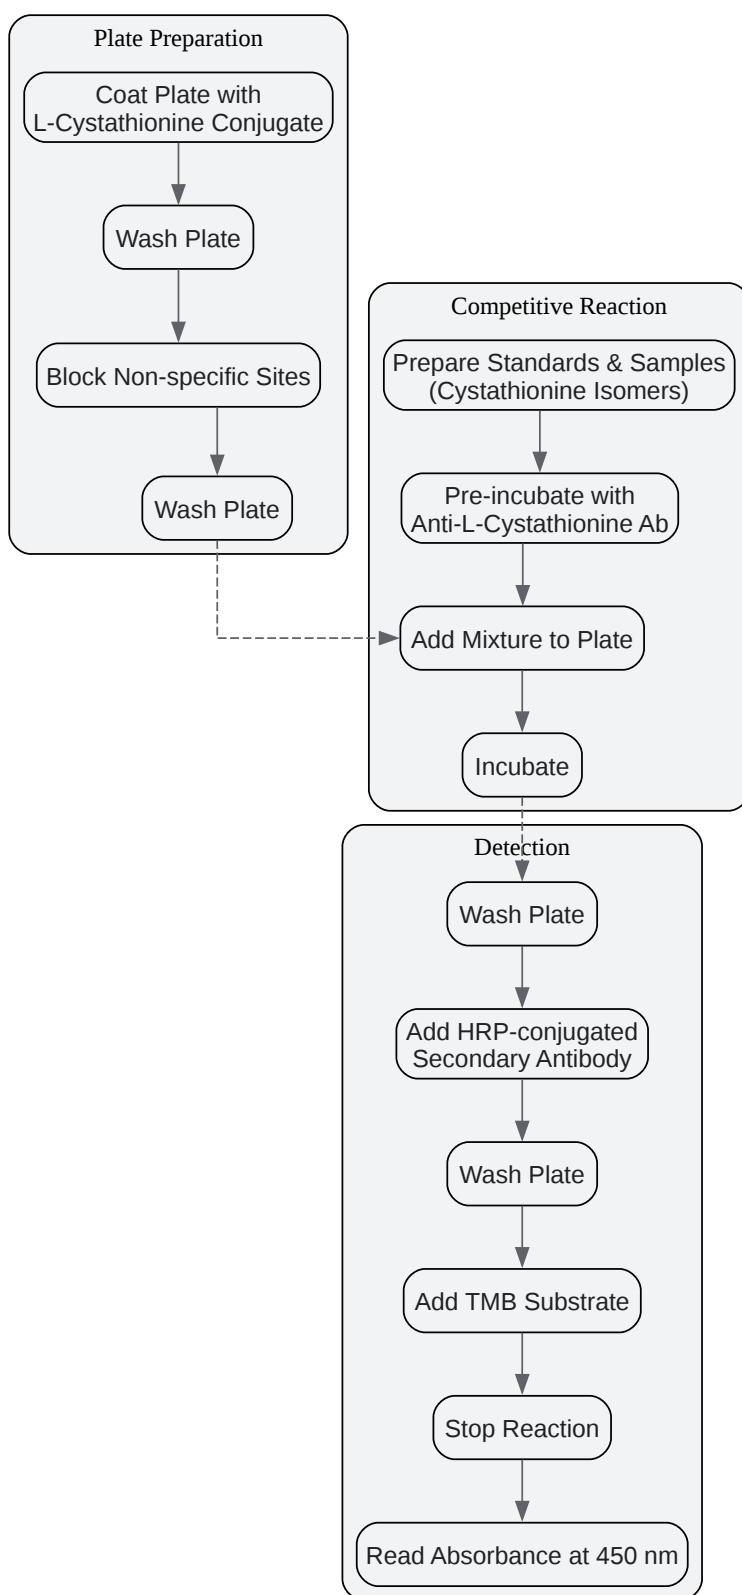 Plate Preparation
Coat Plate with
L-Cystathionine Conjugate
Wash Plate
Block Non-specific Sites
Wash Plate
Competitive Reaction
Prepare Standards & Samples
(Cystathionine Isomers)
Pre-incubate with
Anti-L-Cystathionine Ab
Add Mixture to Plate
Incubate
Detection
Wash Plate
Add HRP-conjugated
Secondary Antibody
Wash Plate
Add TMB Substrate
Stop Reaction
Read Absorbance at 450 nm